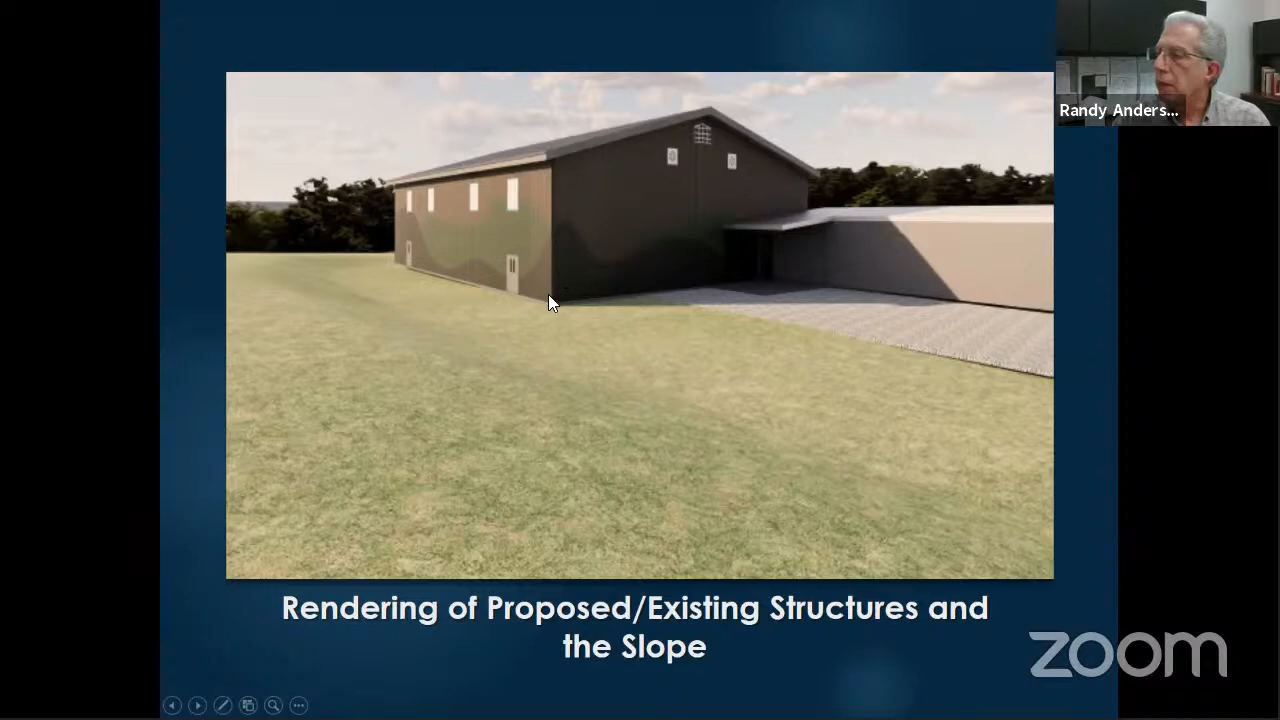 Randy Anders...
Rendering of Proposed/Existing Structures and
the Slope
zoom